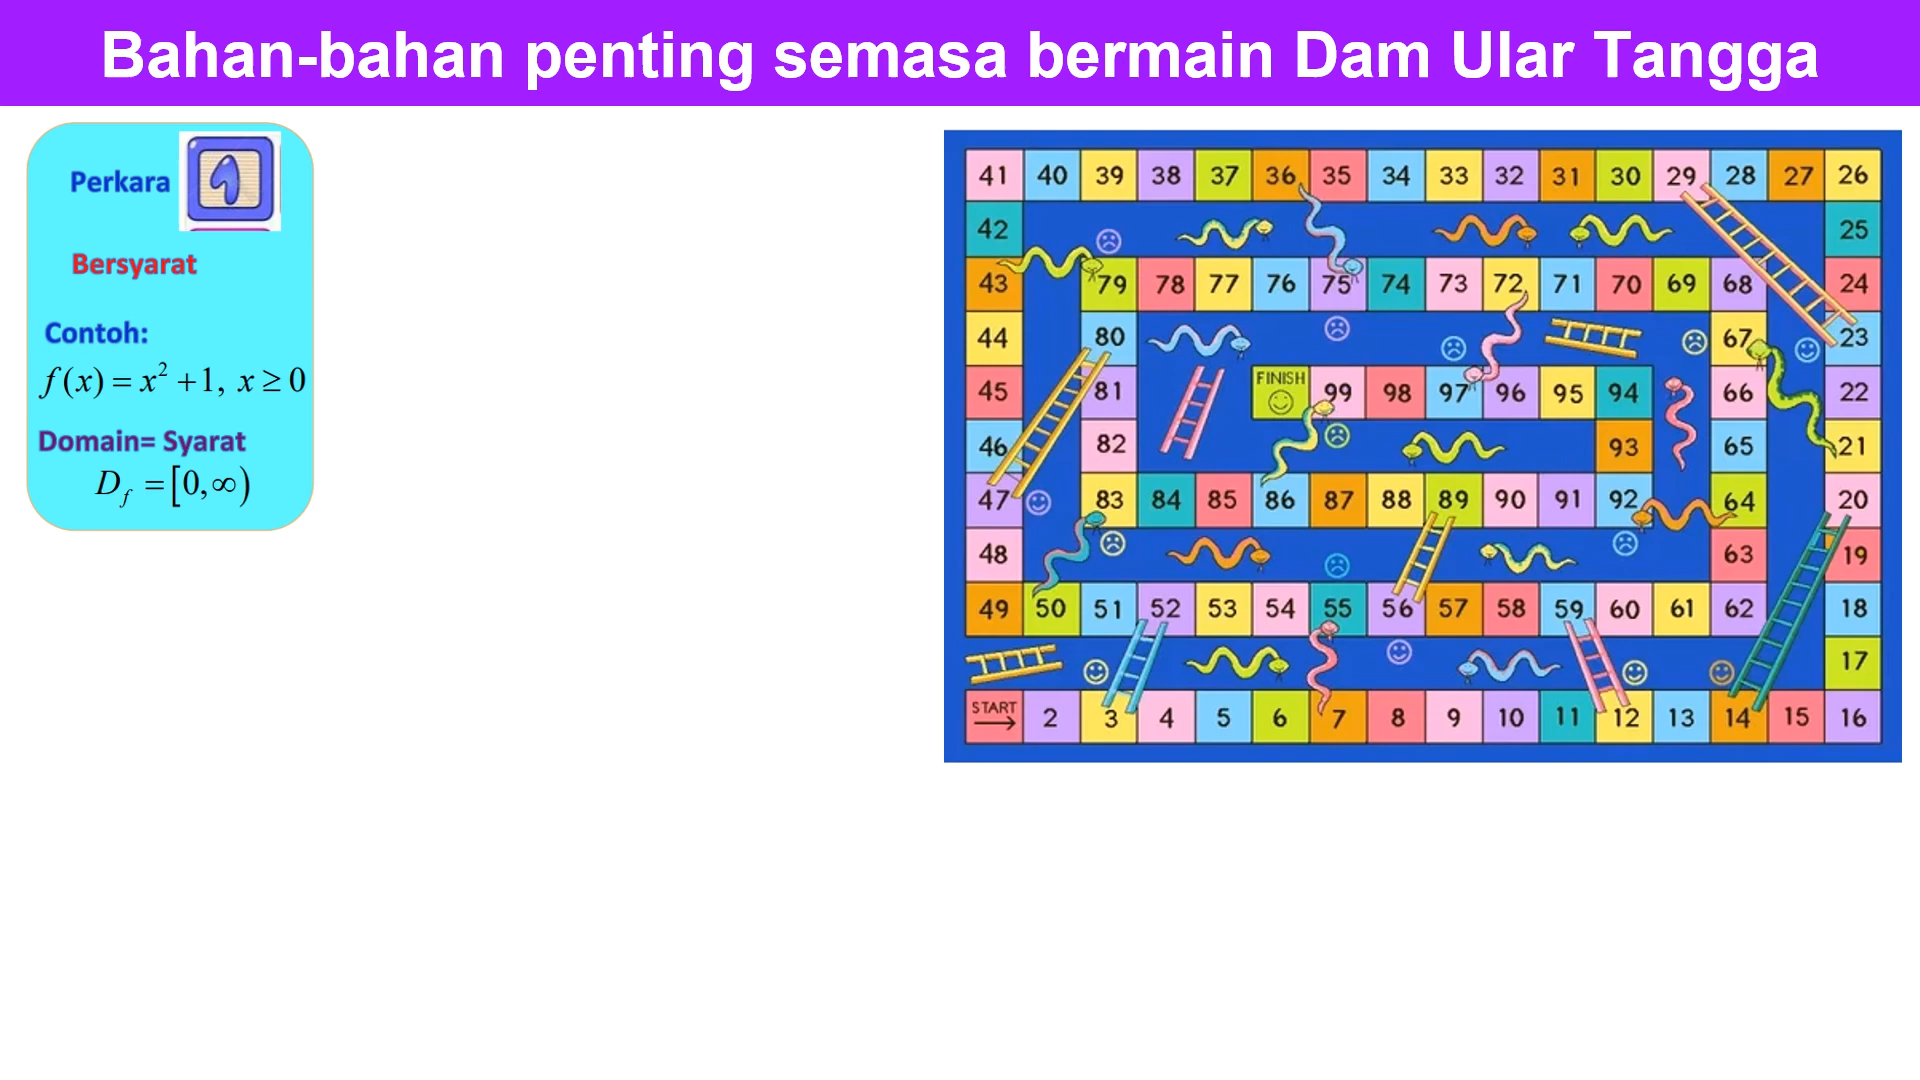 Bahan-bahan penting semasa bermain Dam Ular Tangga
Perkara 1
Bersyarat
Contoh:
f(x) = x² + 1, x ≥ 0
Domain= Syarat
D_f = [0,∞)
41 40 39 38 37 36 35 34 33 32 31 30 29 28 27 26
42 25
43 79 78 77 76 75 74 73 72 71 70 69 68 24
44 80 67 23
45 81 FINISH 99 98 97 96 95 94 66 22
46 82 93 65 21
47 83 84 85 86 87 88 89 90 91 92 64 20
48 63 19
49 50 51 52 53 54 55 56 57 58 59 60 61 62 18
17
START 2 3 4 5 6 7 8 9 10 11 12 13 14 15 16